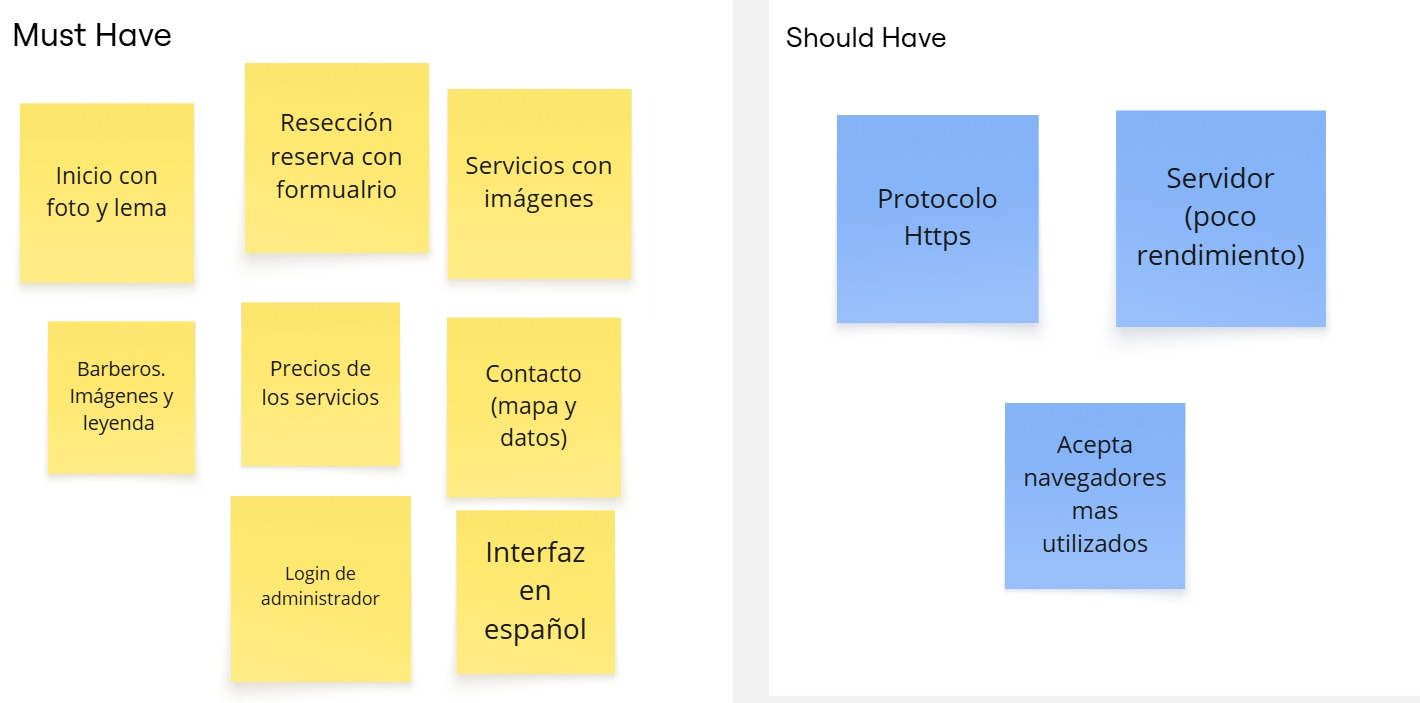 Must Have
Inicio con
foto y lema
Resección
reserva con
formualrio
Servicios con
imágenes
Barberos.
Imágenes y
leyenda
Precios de
los servicios
Contacto
(mapa y
datos)
Login de
administrador
Interfaz
en
español
Should Have
Protocolo
Https
Servidor
(poco
rendimiento)
Acepta
navegadores
mas
utilizados